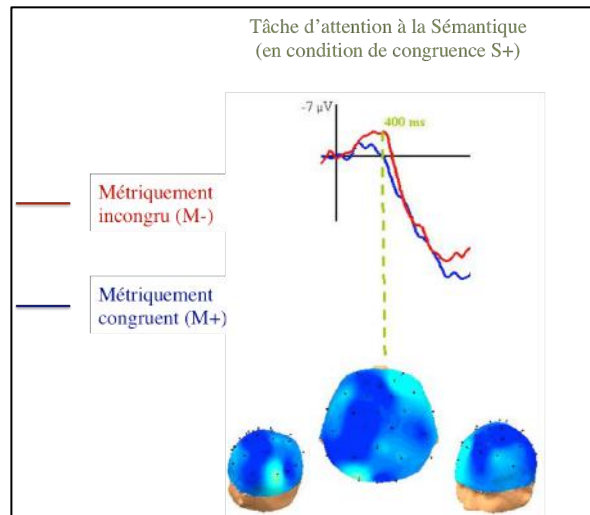 Tâche d'attention à la Sémantique
(en condition de congruence S+)
-7 µV
400 ms
Métriquement
incongru (M-)
Métriquement
congruent (M+)